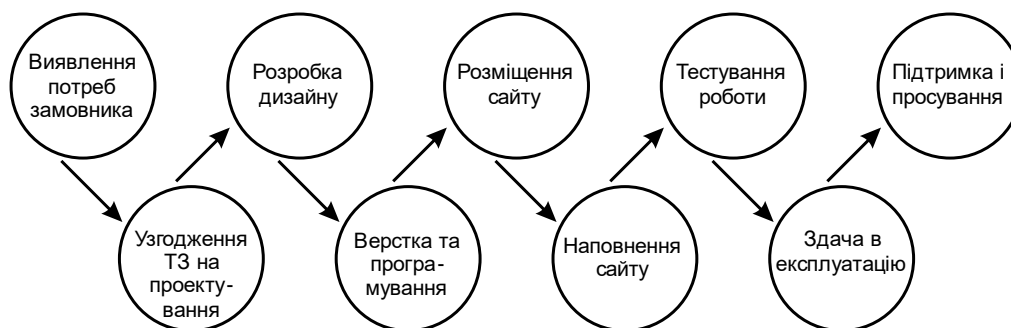 Виявлення
потреб
замовника
Узгодження
ТЗ на
проекту-
вання
Розробка
дизайну
Верстка та
програ-
мування
Розміщення
сайту
Наповнення
сайту
Тестування
роботи
Здача в
експлуатацію
Підтримка і
просування